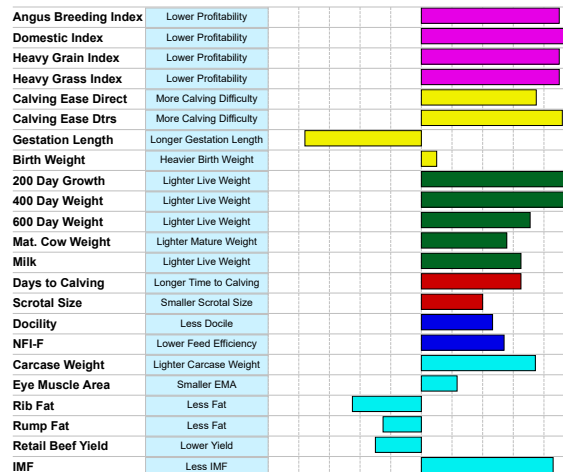 Angus Breeding Index Lower Profitability
Domestic Index Lower Profitability
Heavy Grain Index Lower Profitability
Heavy Grass Index Lower Profitability
Calving Ease Direct More Calving Difficulty
Calving Ease Dtrs More Calving Difficulty
Gestation Length Longer Gestation Length
Birth Weight Heavier Birth Weight
200 Day Growth Lighter Live Weight
400 Day Weight Lighter Live Weight
600 Day Weight Lighter Live Weight
Mat. Cow Weight Lighter Mature Weight
Milk Lighter Live Weight
Days to Calving Longer Time to Calving
Scrotal Size Smaller Scrotal Size
Docility Less Docile
NFI-F Lower Feed Efficiency
Carcase Weight Lighter Carcase Weight
Eye Muscle Area Smaller EMA
Rib Fat Less Fat
Rump Fat Less Fat
Retail Beef Yield Lower Yield
IMF Less IMF